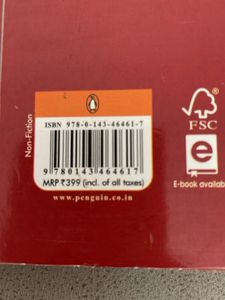 Non-Fiction
ISBN 978-0-143-46461-7
9 780143 464617
MRP ₹399 (incl. of all taxes)
www.penguin.co.in
FSC
e
E-book availabl